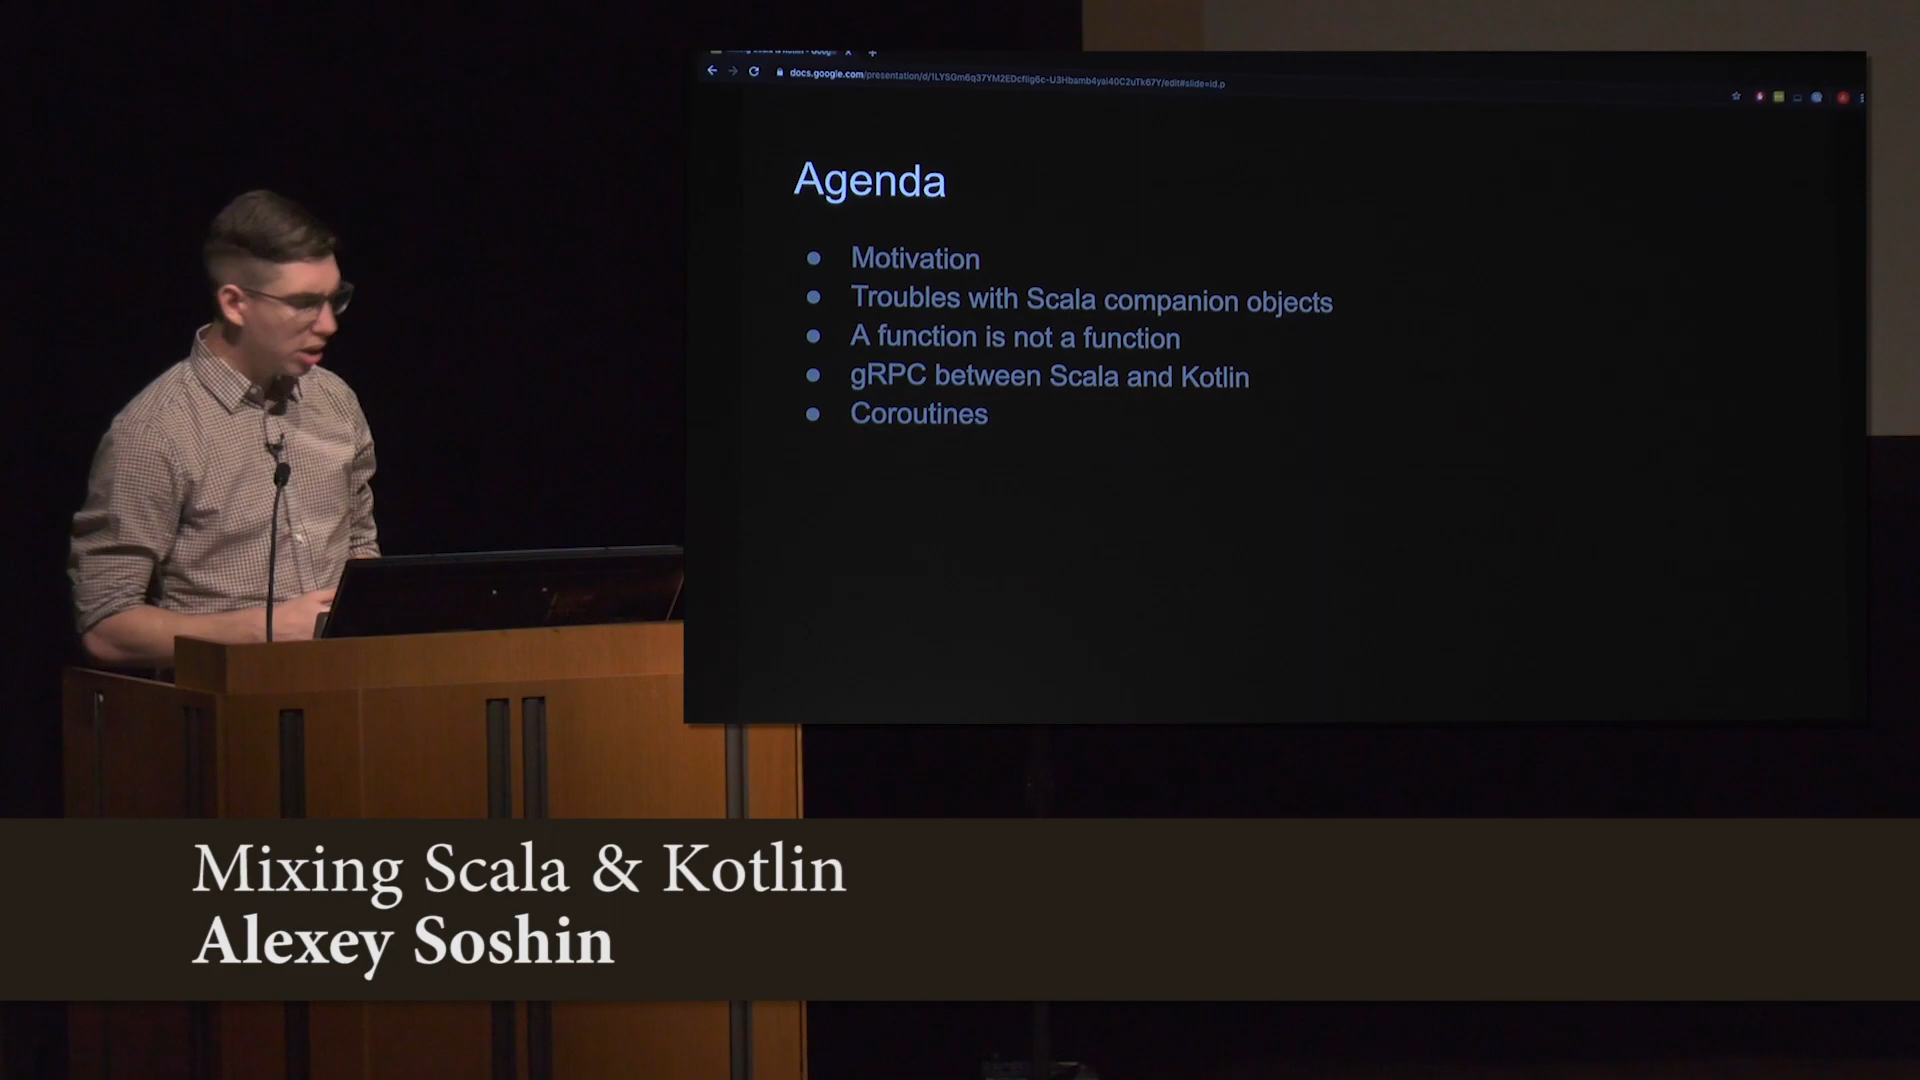 docs.google.com/presentation/d/
Agenda
● Motivation
● Troubles with Scala companion objects
● A function is not a function
● gRPC between Scala and Kotlin
● Coroutines
Mixing Scala & Kotlin
Alexey Soshin